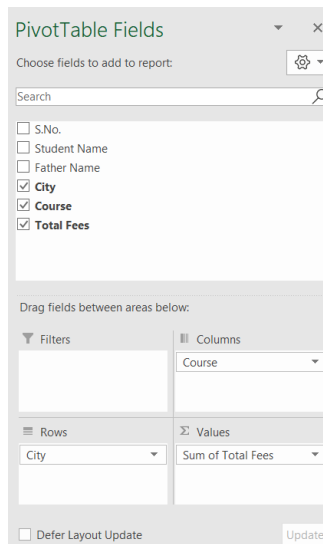 PivotTable Fields
Choose fields to add to report:
Search
S.No.
Student Name
Father Name
City
Course
Total Fees
Drag fields between areas below:
Filters
Columns
Course
Rows
Σ Values
City
Sum of Total Fees
Defer Layout Update
Update